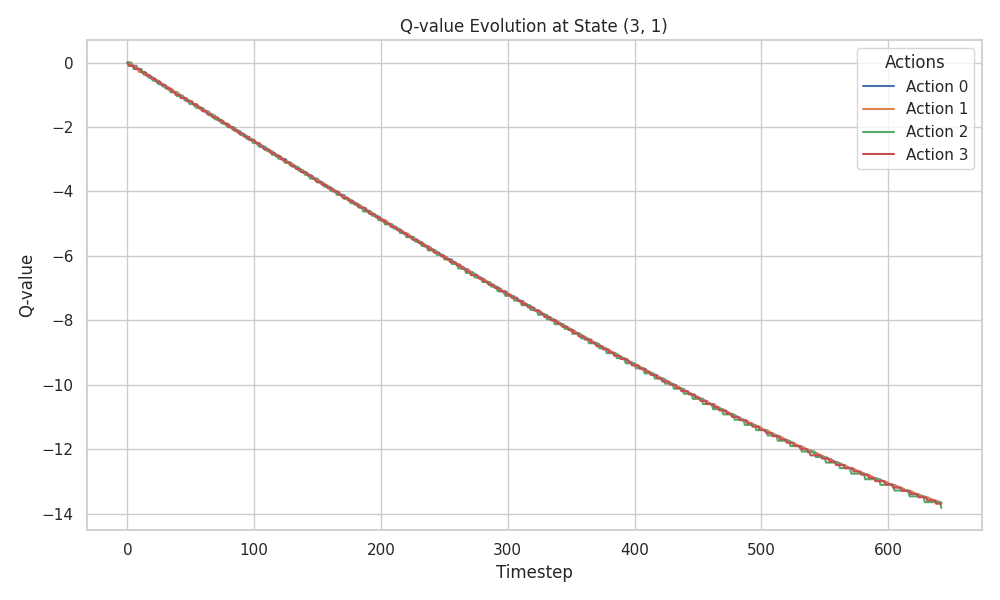 Q-value Evolution at State (3, 1)
Actions
Action 0
Action 1
Action 2
Action 3
Q-value
0
−2
−4
−6
−8
−10
−12
−14
0 100 200 300 400 500 600
Timestep